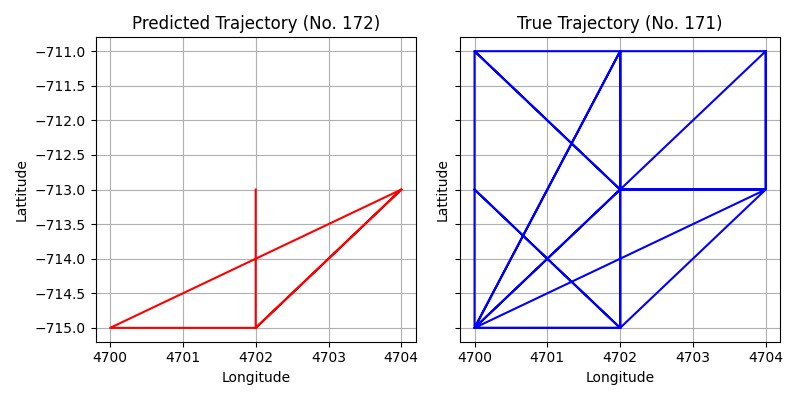 Predicted Trajectory (No. 172)
True Trajectory (No. 171)
Lattitude
−711.0
−711.5
−712.0
−712.5
−713.0
−713.5
−714.0
−714.5
−715.0
4700 4701 4702 4703 4704
Longitude
Lattitude
4700 4701 4702 4703 4704
Longitude